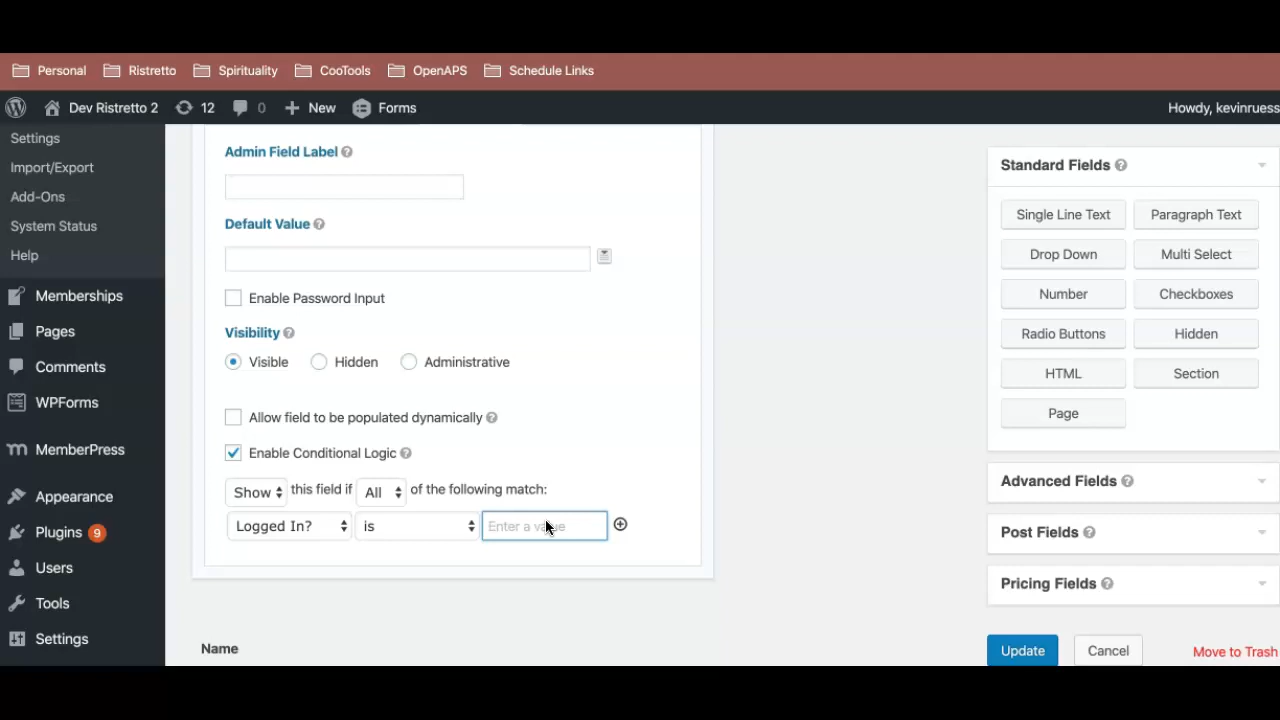 Personal Ristretto Spirituality CooTools OpenAPS Schedule Links
Dev Ristretto 2 12 0 New Forms Howdy, kevinruess
Settings
Import/Export
Add-Ons
System Status
Help
Memberships
Pages
Comments
WPForms
MemberPress
Appearance
Plugins 9
Users
Tools
Settings
Admin Field Label
Default Value
Enable Password Input
Visibility
Visible Hidden Administrative
Allow field to be populated dynamically
Enable Conditional Logic
Show this field if All of the following match:
Logged In? is Enter a value
Name
Standard Fields
Single Line Text Paragraph Text
Drop Down Multi Select
Number Checkboxes
Radio Buttons Hidden
HTML Section
Page
Advanced Fields
Post Fields
Pricing Fields
Update Cancel Move to Trash